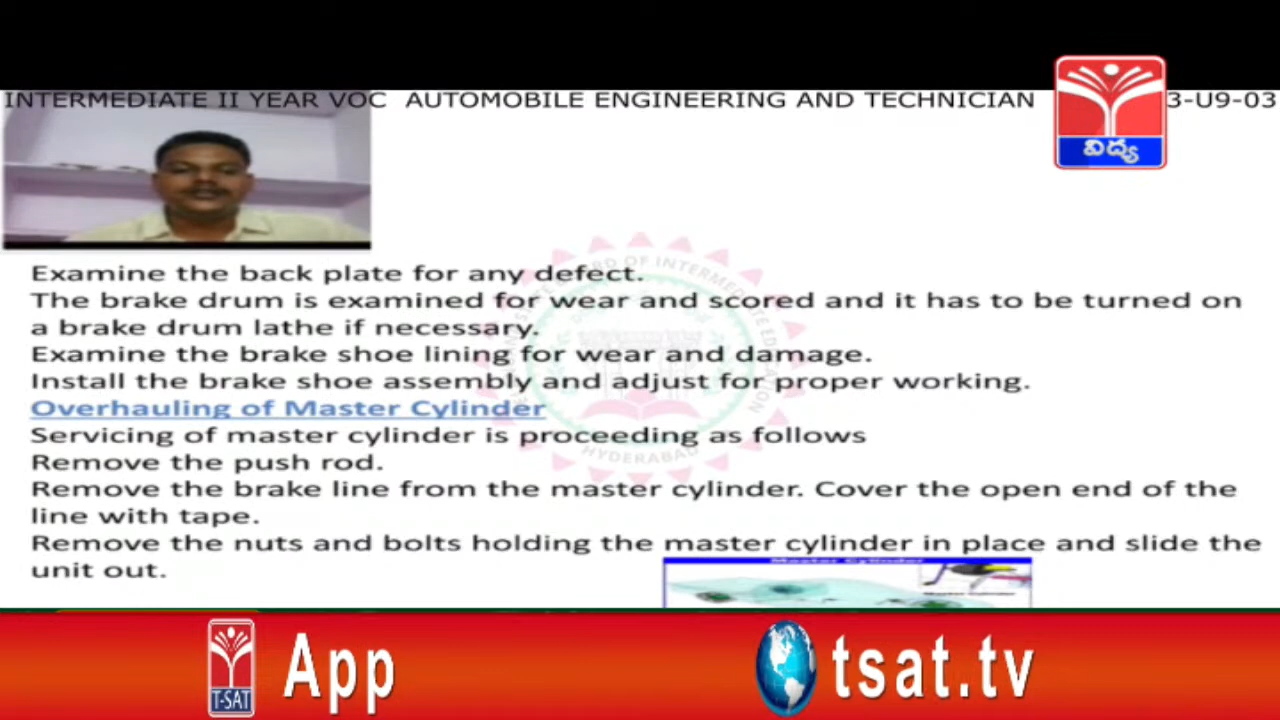 INTERMEDIATE II YEAR VOC AUTOMOBILE ENGINEERING AND TECHNICIAN 3-U9-03
విద్య
Examine the back plate for any defect.
The brake drum is examined for wear and scored and it has to be turned on
a brake drum lathe if necessary.
Examine the brake shoe lining for wear and damage.
Install the brake shoe assembly and adjust for proper working.
Overhauling of Master Cylinder
Servicing of master cylinder is proceeding as follows
Remove the push rod.
Remove the brake line from the master cylinder. Cover the open end of the
line with tape.
Remove the nuts and bolts holding the master cylinder in place and slide the
unit out.
Master Cylinder
Master Cylinder
HYDERABAD
T-SAT
App
tsat.tv